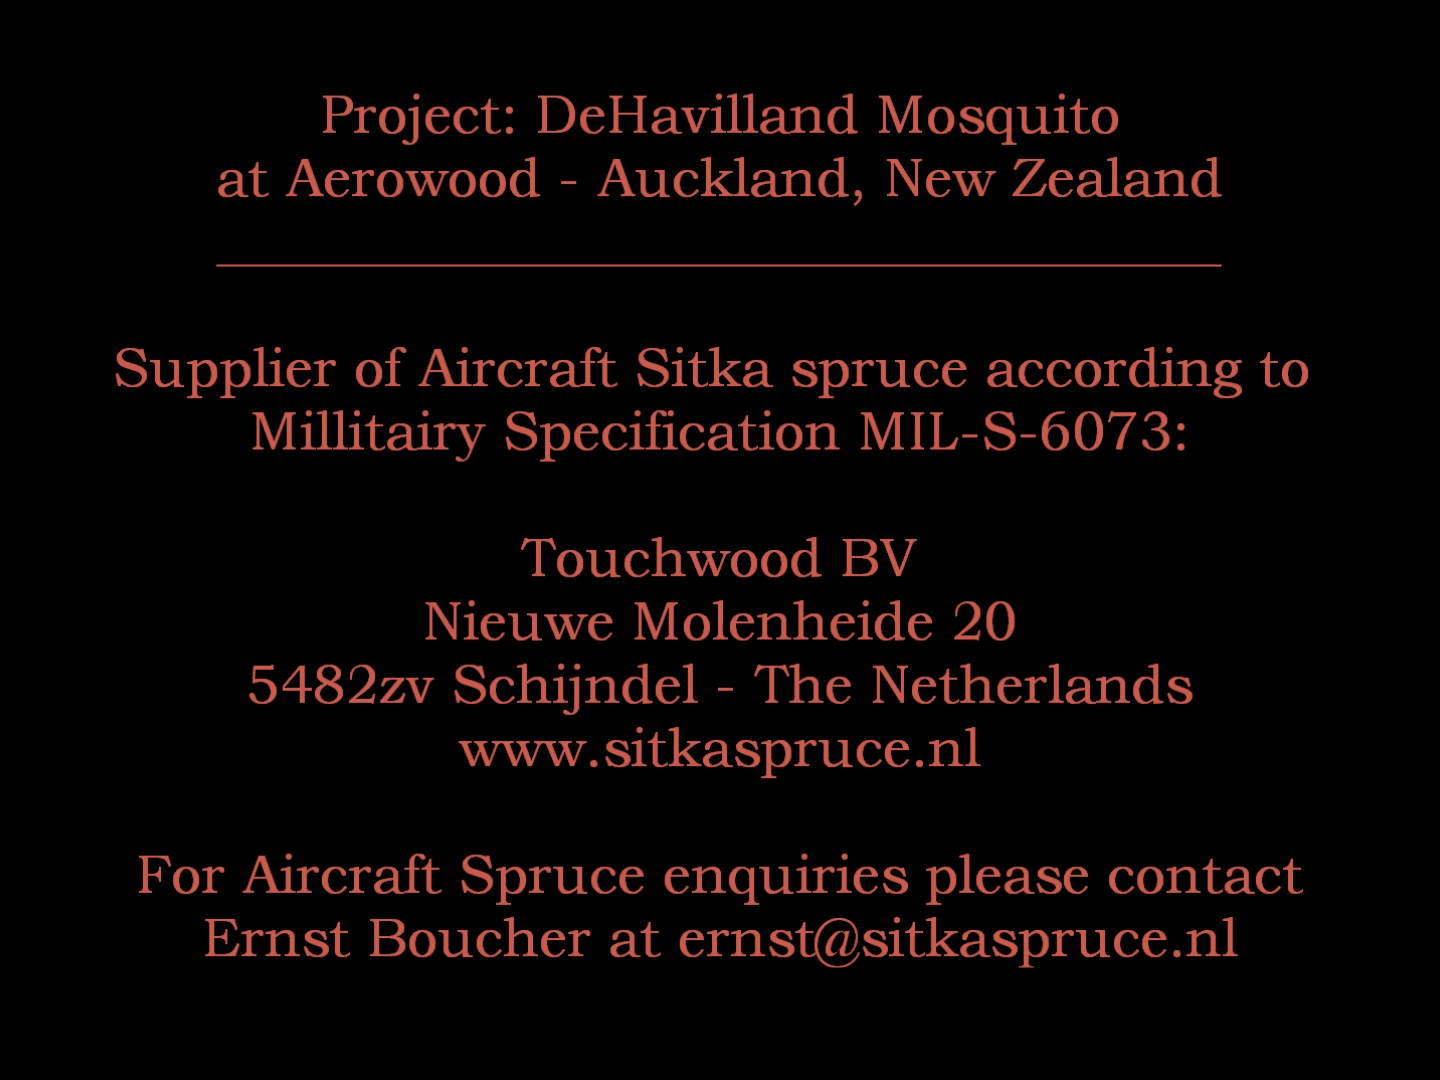 Project: DeHavilland Mosquito
at Aerowood - Auckland, New Zealand
Supplier of Aircraft Sitka spruce according to
Millitairy Specification MIL-S-6073:
Touchwood BV
Nieuwe Molenheide 20
5482zv Schijndel - The Netherlands
www.sitkaspruce.nl
For Aircraft Spruce enquiries please contact
Ernst Boucher at ernst@sitkaspruce.nl